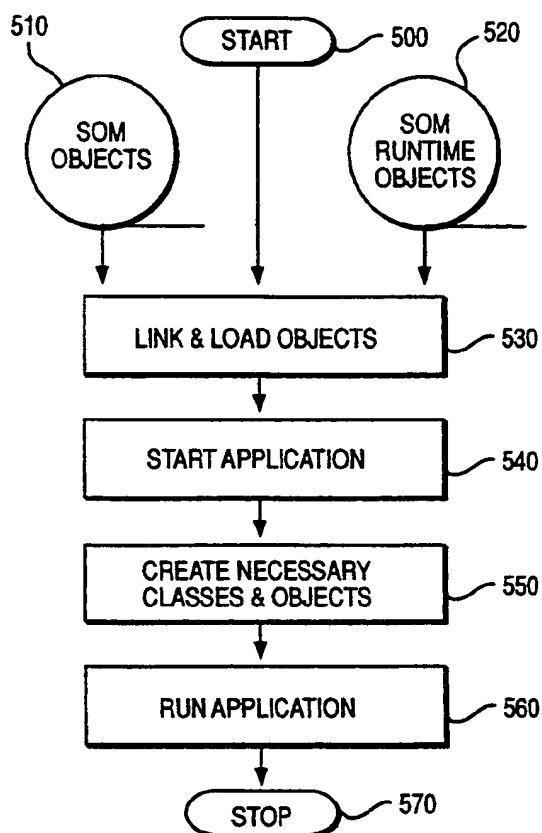 510
START
500
520
SOM
OBJECTS
SOM
RUNTIME
OBJECTS
LINK & LOAD OBJECTS
530
START APPLICATION
540
CREATE NECESSARY
CLASSES & OBJECTS
550
RUN APPLICATION
560
STOP
570